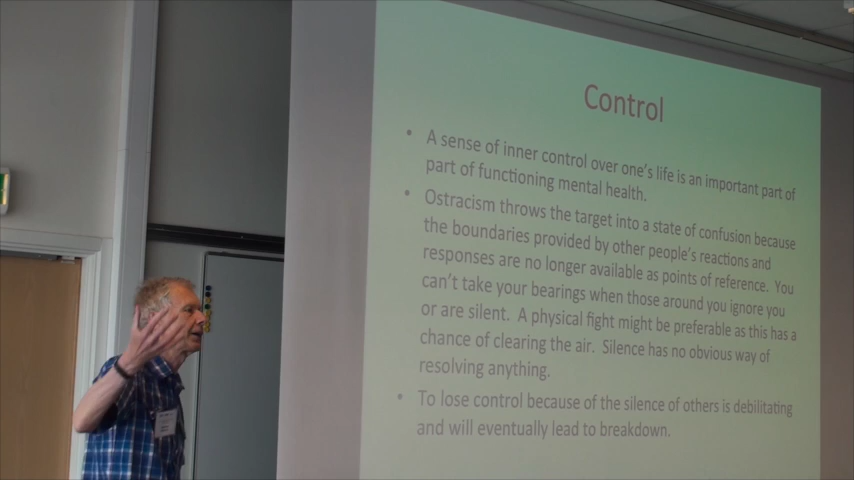 Control
• A sense of inner control over one's life is an important part of
part of functioning mental health.
• Ostracism throws the target into a state of confusion because
the boundaries provided by other people's reactions and
responses are no longer available as points of reference. You
can't take your bearings when those around you ignore you
or are silent. A physical fight might be preferable as this has a
chance of clearing the air. Silence has no obvious way of
resolving anything.
• To lose control because of the silence of others is debilitating
and will eventually lead to breakdown.